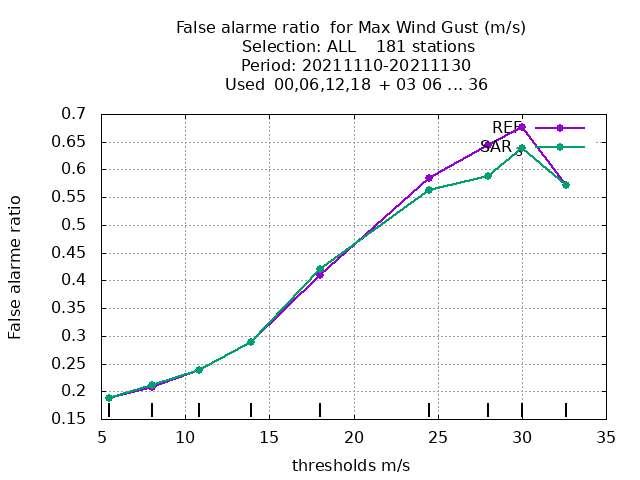 False alarme ratio for Max Wind Gust (m/s)
Selection: ALL 181 stations
Period: 20211110-20211130
Used 00,06,12,18 + 03 06 ... 36
0.7
0.65
0.6
0.55
0.5
0.45
0.4
0.35
0.3
0.25
0.2
0.15
False alarme ratio
REF
SAR
5 10 15 20 25 30 35
thresholds m/s